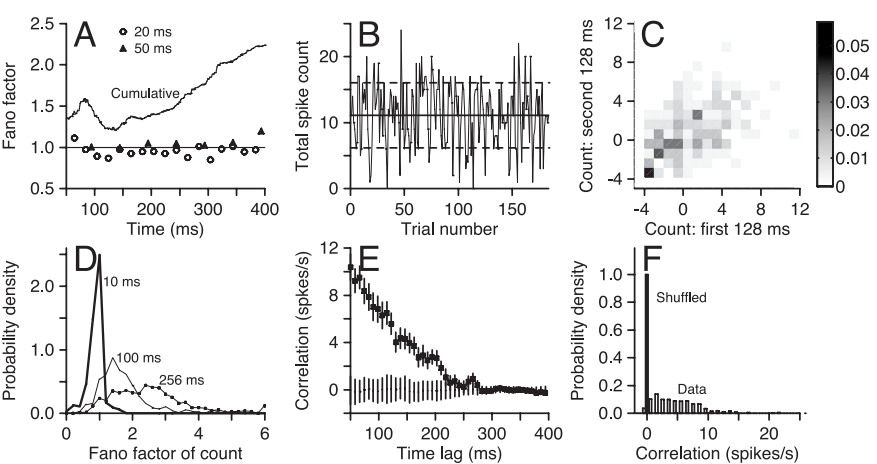 A
2.5
2.0
1.5
1.0
0.5
Fano factor
20 ms
50 ms
Cumulative
100 200 300 400
Time (ms)
B
20
10
0
Total spike count
0 50 100 150
Trial number
C
12
8
4
0
-4
Count: second 128 ms
-4 0 4 8 12
Count: first 128 ms
0.05
0.04
0.03
0.02
0.01
0
D
2.0
1.0
0.0
Probability density
10 ms
100 ms
256 ms
0 2 4 6
Fano factor of count
E
12
8
4
0
Correlation (spikes/s)
100 200 300 400
Time lag (ms)
F
1.0
0.8
0.6
0.4
0.2
0.0
Probability density
Shuffled
Data
0 10 20
Correlation (spikes/s)